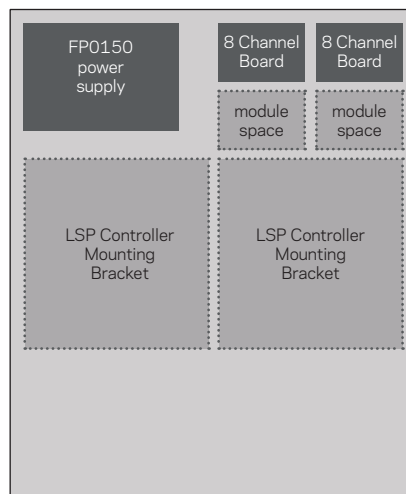 FP0150
power
supply
8 Channel
Board
8 Channel
Board
module
space
module
space
LSP Controller
Mounting
Bracket
LSP Controller
Mounting
Bracket